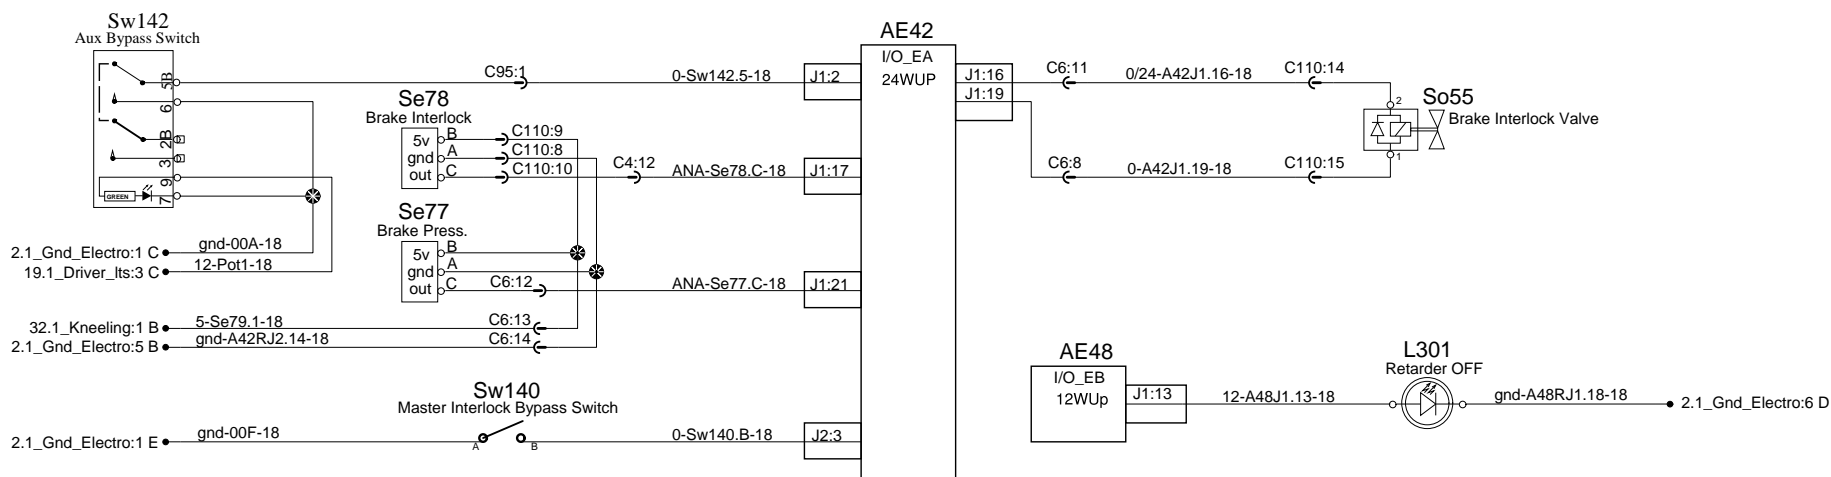 Sw142
Aux Bypass Switch
5B
6
2B
3
9
7
GREEN
C95:1
0-Sw142.5-18
J1:2
Se78
Brake Interlock
5v
gnd
out
B
A
C
C110:9
C110:8
C110:10
C4:12
ANA-Se78.C-18
J1:17
Se77
Brake Press.
5v
gnd
out
B
A
C
C6:12
ANA-Se77.C-18
J1:21
2.1_Gnd_Electro:1 C
gnd-00A-18
19.1_Driver_lts:3 C
12-Pot1-18
32.1_Kneeling:1 B
5-Se79.1-18
C6:13
2.1_Gnd_Electro:5 B
gnd-A42RJ2.14-18
C6:14
Sw140
Master Interlock Bypass Switch
2.1_Gnd_Electro:1 E
gnd-00F-18
A
B
0-Sw140.B-18
J2:3
AE42
I/O_EA
24WUP
J1:16
J1:19
C6:11
0/24-A42J1.16-18
C110:14
2
So55
Brake Interlock Valve
1
C6:8
0-A42J1.19-18
C110:15
AE48
I/O_EB
12WUp
J1:13
12-A48J1.13-18
L301
Retarder OFF
gnd-A48RJ1.18-18
2.1_Gnd_Electro:6 D